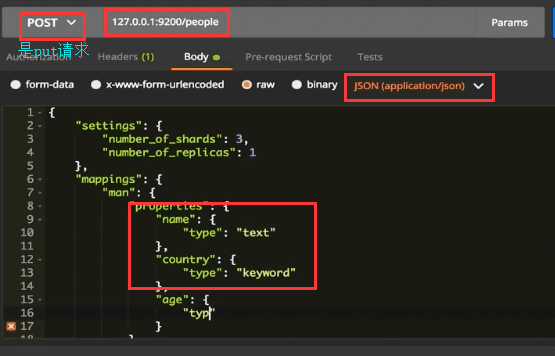 POST
127.0.0.1:9200/people
Params
是put请求
Authorization
Headers (1)
Body
Pre-request Script
Tests
form-data
x-www-form-urlencoded
raw
binary
JSON (application/json)
1 {
2 "settings": {
3 "number_of_shards": 3,
4 "number_of_replicas": 1
5 },
6 "mappings": {
7 "man": {
8 "properties": {
9 "name": {
10 "type": "text"
11 },
12 "country": {
13 "type": "keyword"
14 },
15 "age": {
16 "typ"
17 }